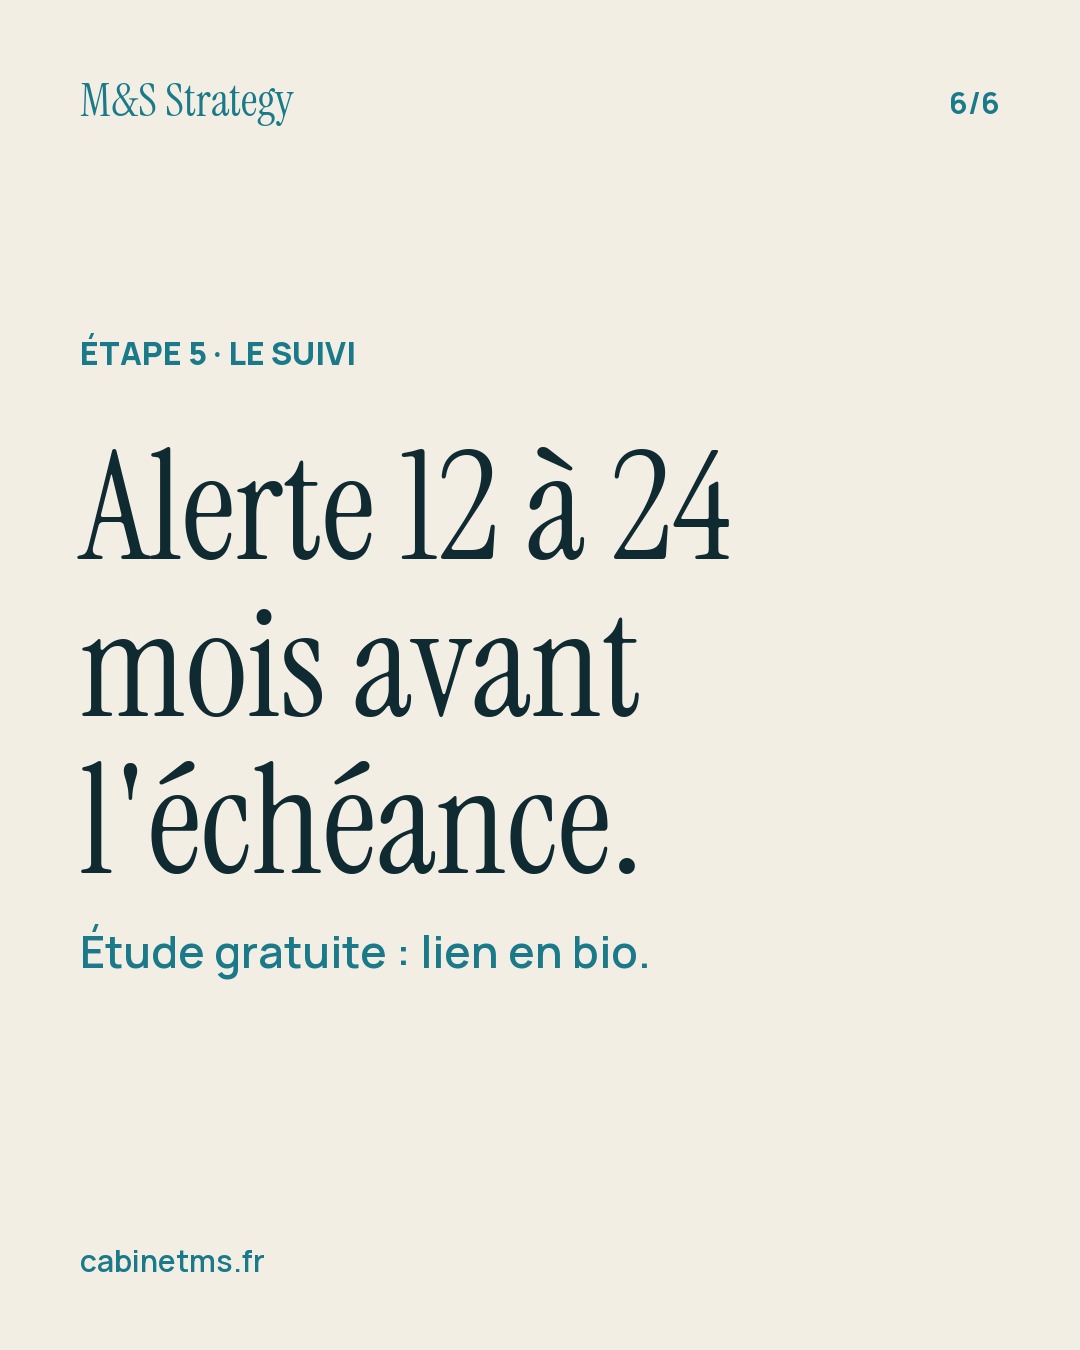 M&S Strategy
6/6
ÉTAPE 5 · LE SUIVI
Alerte 12 à 24
mois avant
l'échéance.
Étude gratuite : lien en bio.
cabinetms.fr